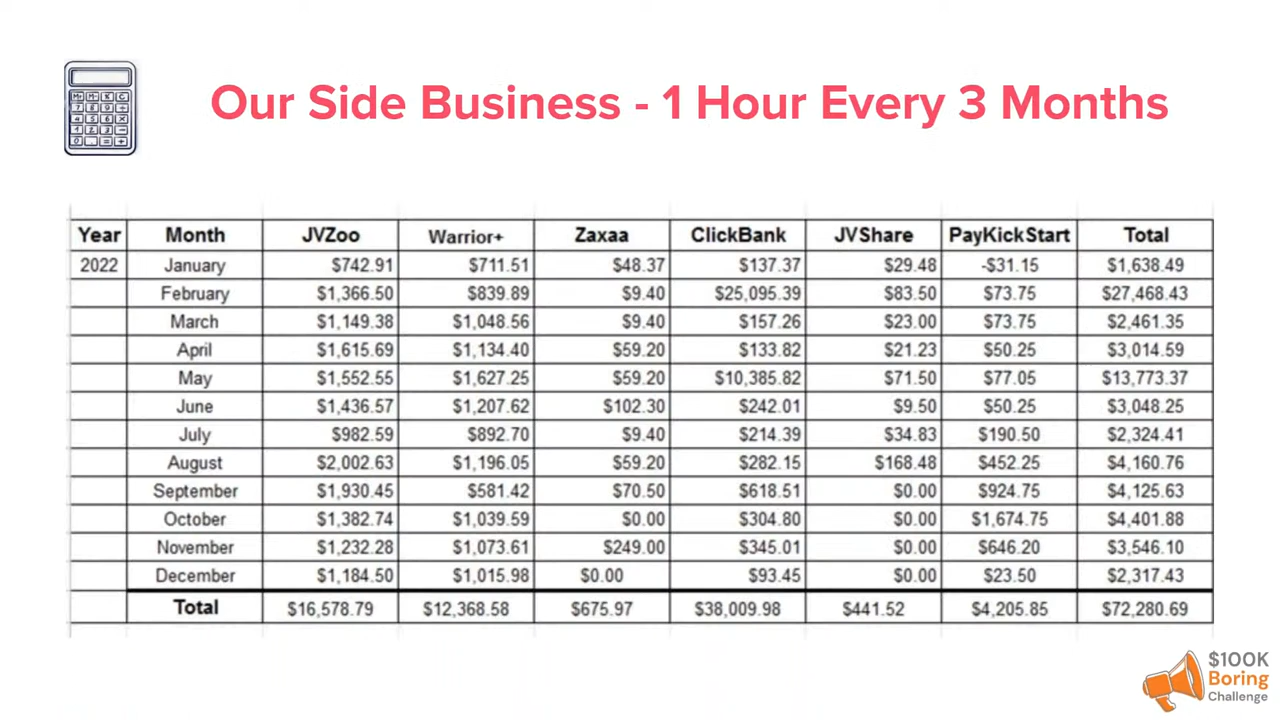 Our Side Business - 1 Hour Every 3 Months
Year Month JVZoo Warrior+ Zaxaa ClickBank JVShare PayKickStart Total
2022 January $742.91 $711.51 $48.37 $137.37 $29.48 -$31.15 $1,638.49
February $1,366.50 $839.89 $9.40 $25,095.39 $83.50 $73.75 $27,468.43
March $1,149.38 $1,048.56 $9.40 $157.26 $23.00 $73.75 $2,461.35
April $1,615.69 $1,134.40 $59.20 $133.82 $21.23 $50.25 $3,014.59
May $1,552.55 $1,627.25 $59.20 $10,385.82 $71.50 $77.05 $13,773.37
June $1,436.57 $1,207.62 $102.30 $242.01 $9.50 $50.25 $3,048.25
July $982.59 $892.70 $9.40 $214.39 $34.83 $190.50 $2,324.41
August $2,002.63 $1,196.05 $59.20 $282.15 $168.48 $452.25 $4,160.76
September $1,930.45 $581.42 $70.50 $618.51 $0.00 $924.75 $4,125.63
October $1,382.74 $1,039.59 $0.00 $304.80 $0.00 $1,674.75 $4,401.88
November $1,232.28 $1,073.61 $249.00 $345.01 $0.00 $646.20 $3,546.10
December $1,184.50 $1,015.98 $0.00 $93.45 $0.00 $23.50 $2,317.43
Total $16,578.79 $12,368.58 $675.97 $38,009.98 $441.52 $4,205.85 $72,280.69
$100K
Boring
Challenge